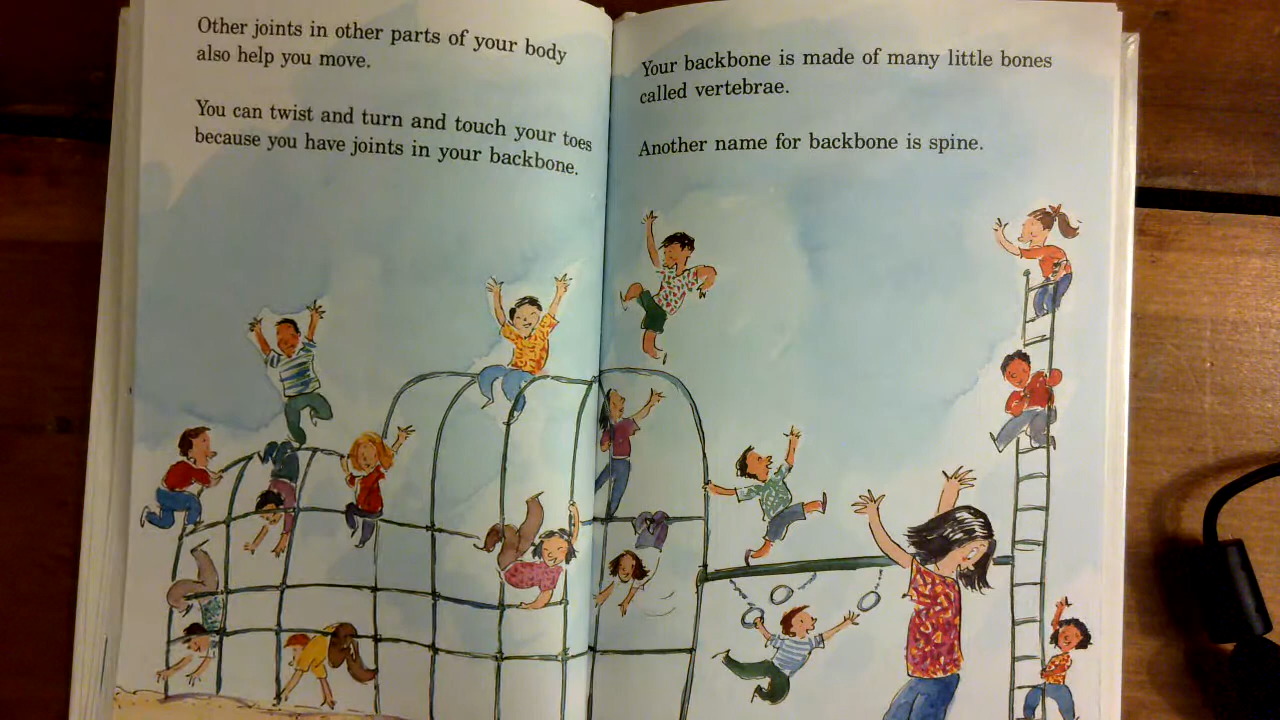 Other joints in other parts of your body
also help you move.
You can twist and turn and touch your toes
because you have joints in your backbone.
Your backbone is made of many little bones
called vertebrae.
Another name for backbone is spine.